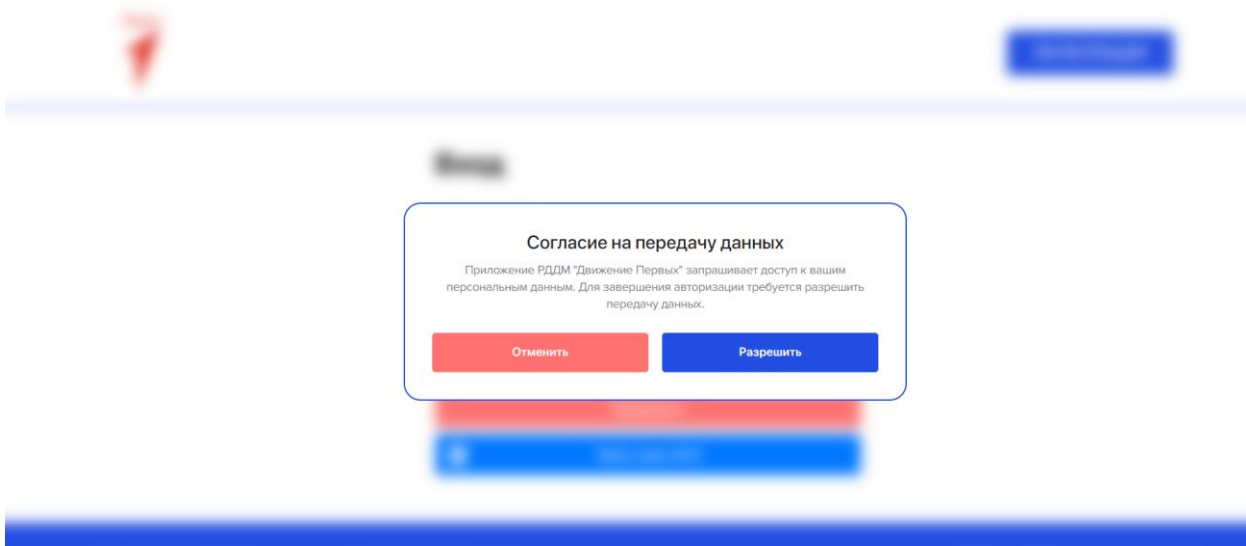 Вход
Согласие на передачу данных
Приложение РДДМ "Движение Первых" запрашивает доступ к вашим
персональным данным. Для завершения авторизации требуется разрешить
передачу данных.
Отменить
Разрешить